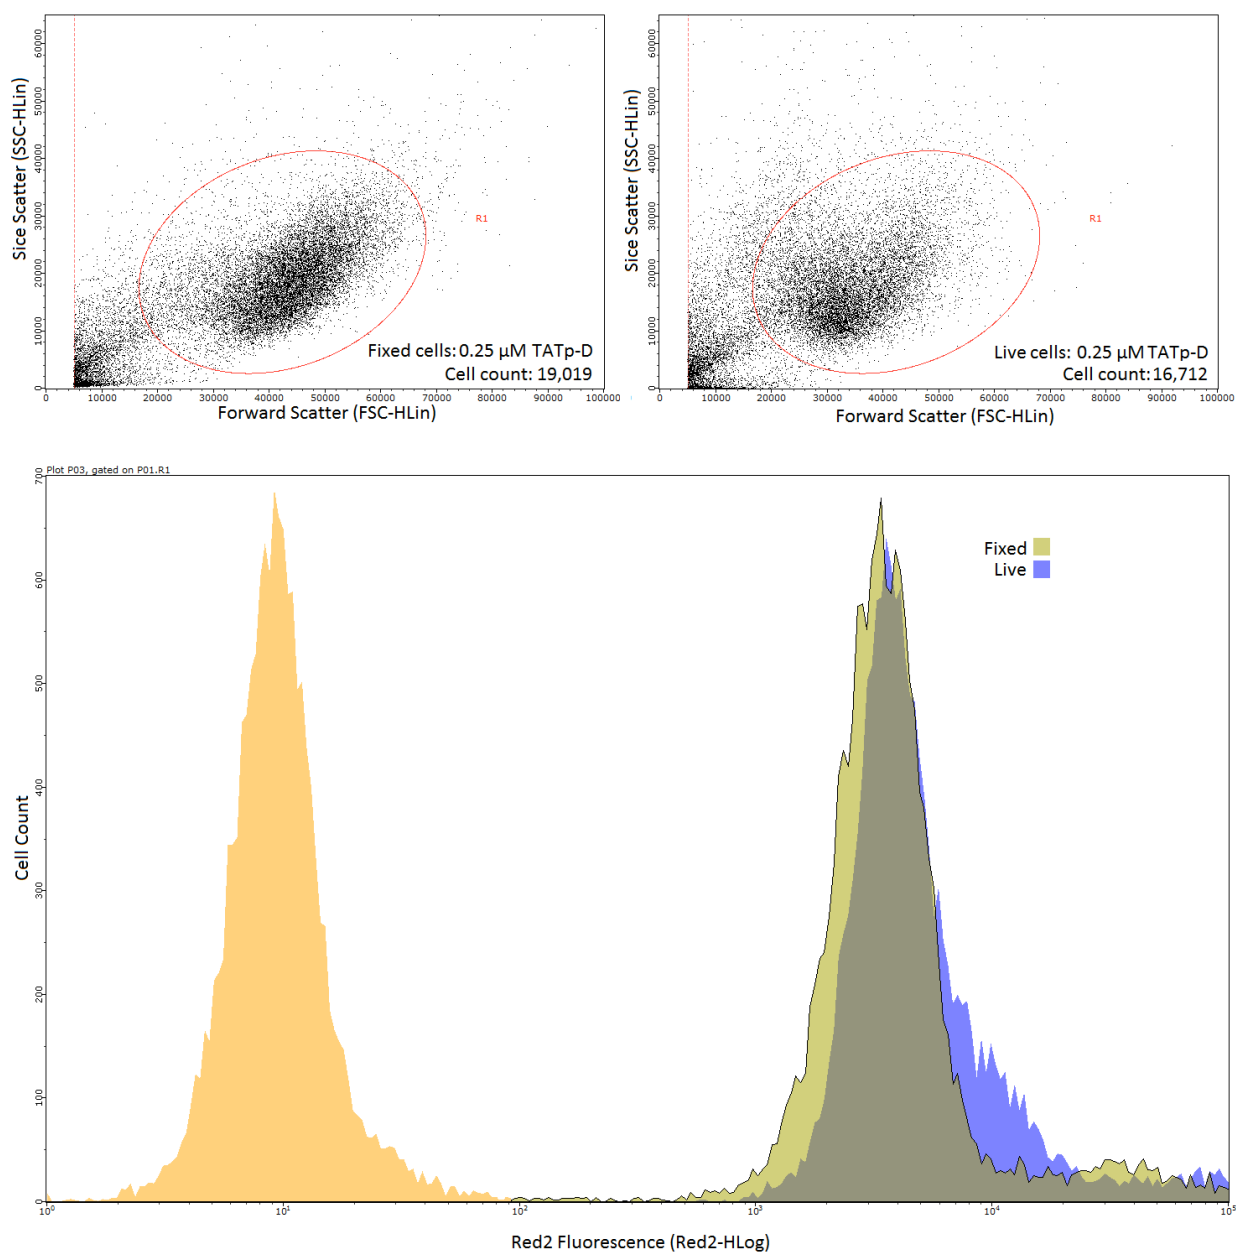 60000
50000
40000
30000
20000
10000
0
Sice Scatter (SSC-HLin)
R1
Fixed cells: 0.25 µM TATp-D
Cell count: 19,019
0 10000 20000 30000 40000 50000 60000 70000 80000 90000 100000
Forward Scatter (FSC-HLin)
60000
50000
40000
30000
20000
10000
0
Sice Scatter (SSC-HLin)
R1
Live cells: 0.25 µM TATp-D
Cell count: 16,712
0 10000 20000 30000 40000 50000 60000 70000 80000 90000 100000
Forward Scatter (FSC-HLin)
Plot P03, gated on P01.R1
700
600
500
400
300
200
100
0
Cell Count
Fixed
Live
10⁰ 10¹ 10² 10³ 10⁴ 10⁵
Red2 Fluorescence (Red2-HLog)